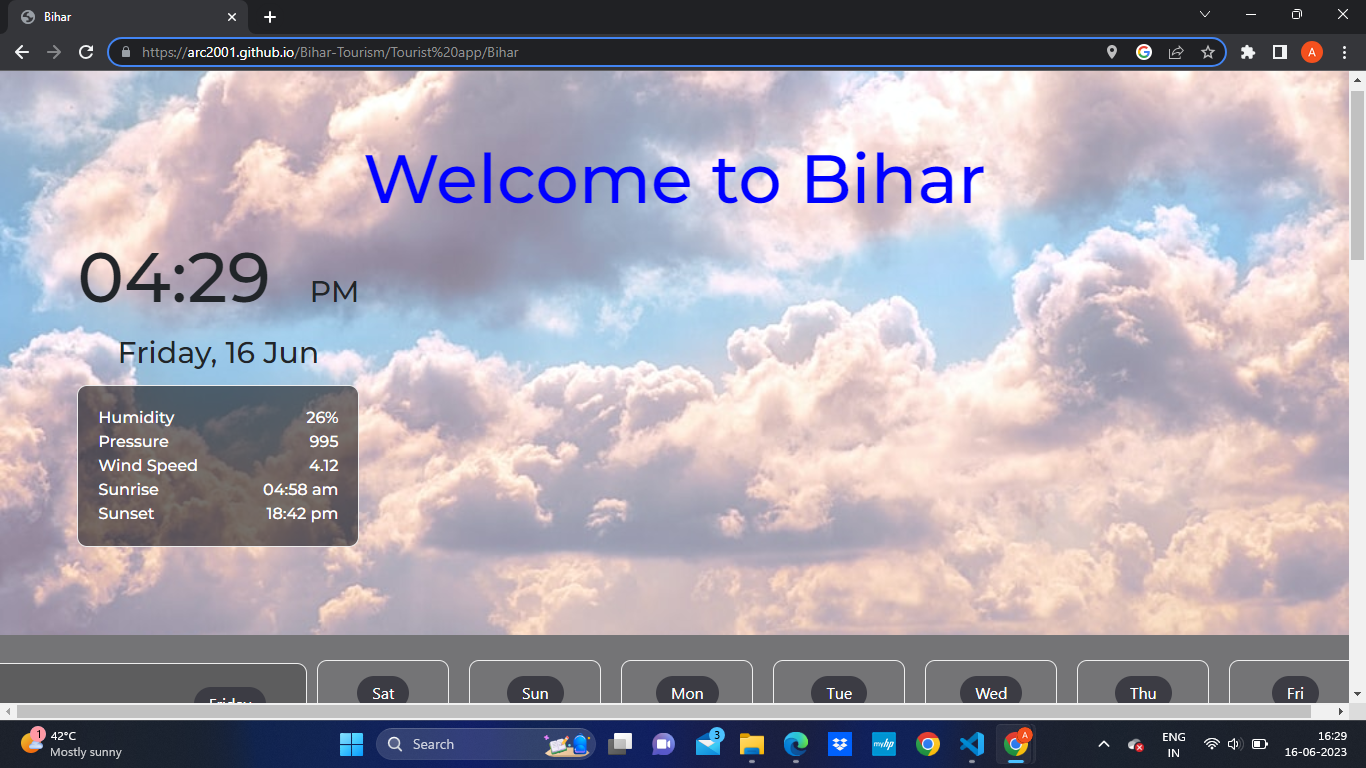 Bihar
https://arc2001.github.io/Bihar-Tourism/Tourist%20app/Bihar
A
Welcome to Bihar
04:29 PM
Friday, 16 Jun
Humidity 26%
Pressure 995
Wind Speed 4.12
Sunrise 04:58 am
Sunset 18:42 pm
Friday Sat Sun Mon Tue Wed Thu Fri
1 42°C
Mostly sunny
Search
3
myhp
A
ENG
IN
16:29
16-06-2023